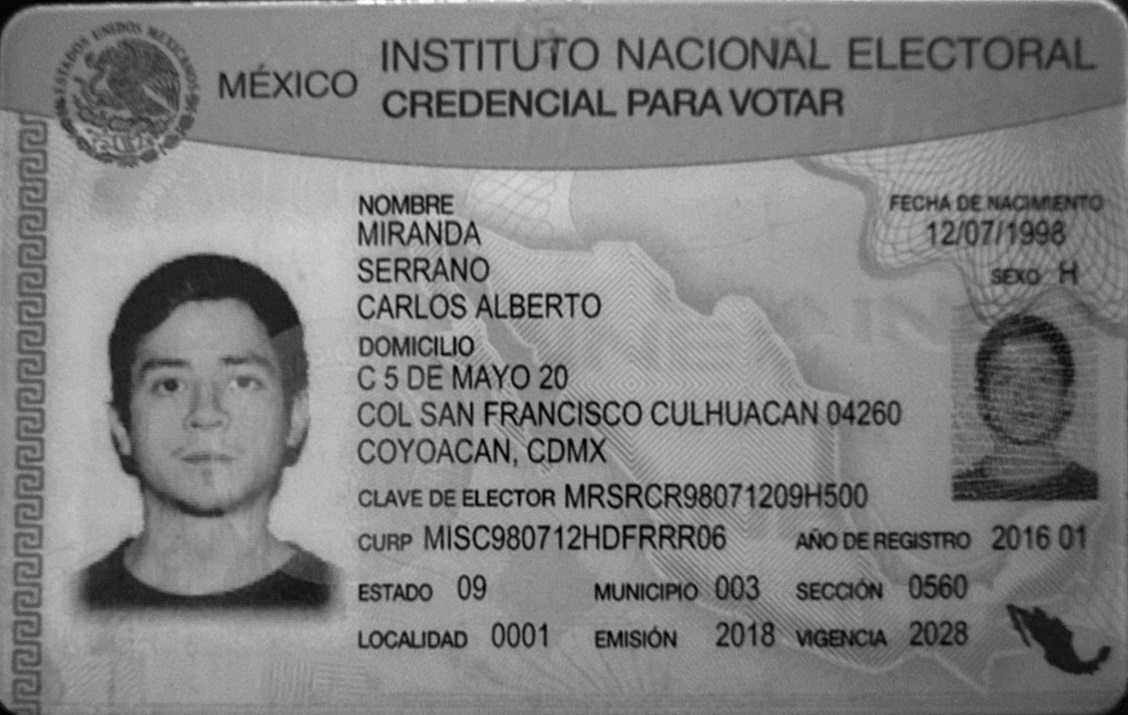 ESTADOS UNIDOS MEXICANOS
MÉXICO
INSTITUTO NACIONAL ELECTORAL
CREDENCIAL PARA VOTAR
NOMBRE
MIRANDA
SERRANO
CARLOS ALBERTO
FECHA DE NACIMIENTO
12/07/1998
SEXO H
DOMICILIO
C 5 DE MAYO 20
COL SAN FRANCISCO CULHUACAN 04260
COYOACAN, CDMX
CLAVE DE ELECTOR MRSRCR98071209H500
CURP MISC980712HDFRRR06
AÑO DE REGISTRO 2016 01
ESTADO 09 MUNICIPIO 003 SECCIÓN 0560
LOCALIDAD 0001 EMISIÓN 2018 VIGENCIA 2028